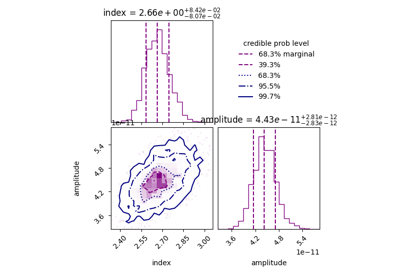 index = 2.66e+00 +8.42e−02 −8.07e−02
credible prob level
68.3% marginal
39.3%
68.3%
95.5%
99.7%
1e−11
amplitude = 4.43e−11 +2.81e−12 −2.83e−12
amplitude
5.4
4.8
4.2
3.6
2.40
2.55
2.70
2.85
3.00
index
3.6
4.2
4.8
5.4
1e−11
amplitude